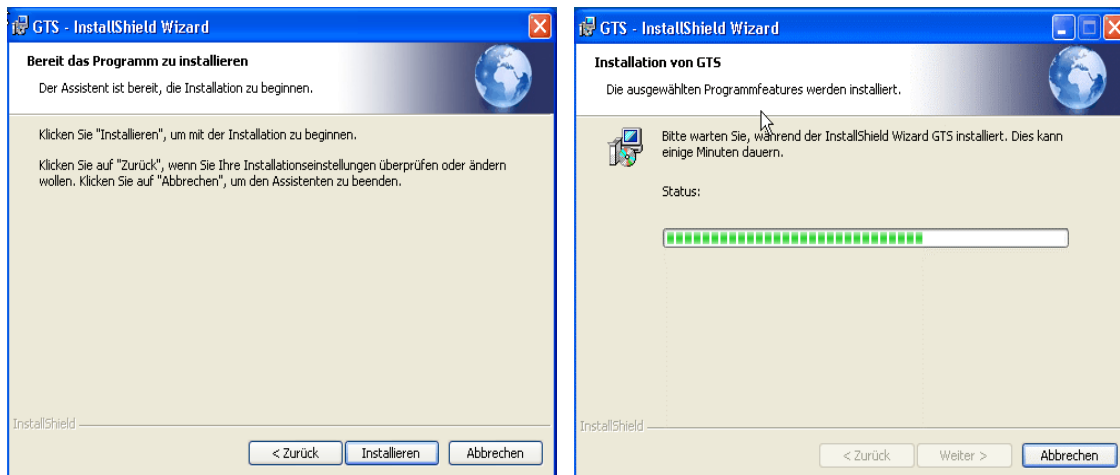 GTS - InstallShield Wizard
Bereit das Programm zu installieren
Der Assistent ist bereit, die Installation zu beginnen.
Klicken Sie "Installieren", um mit der Installation zu beginnen.
Klicken Sie auf "Zurück", wenn Sie Ihre Installationseinstellungen überprüfen oder ändern
wollen. Klicken Sie auf "Abbrechen", um den Assistenten zu beenden.
InstallShield
< Zurück Installieren Abbrechen
GTS - InstallShield Wizard
Installation von GTS
Die ausgewählten Programmfeatures werden installiert.
Bitte warten Sie, während der InstallShield Wizard GTS installiert. Dies kann
einige Minuten dauern.
Status:
InstallShield
< Zurück Weiter > Abbrechen